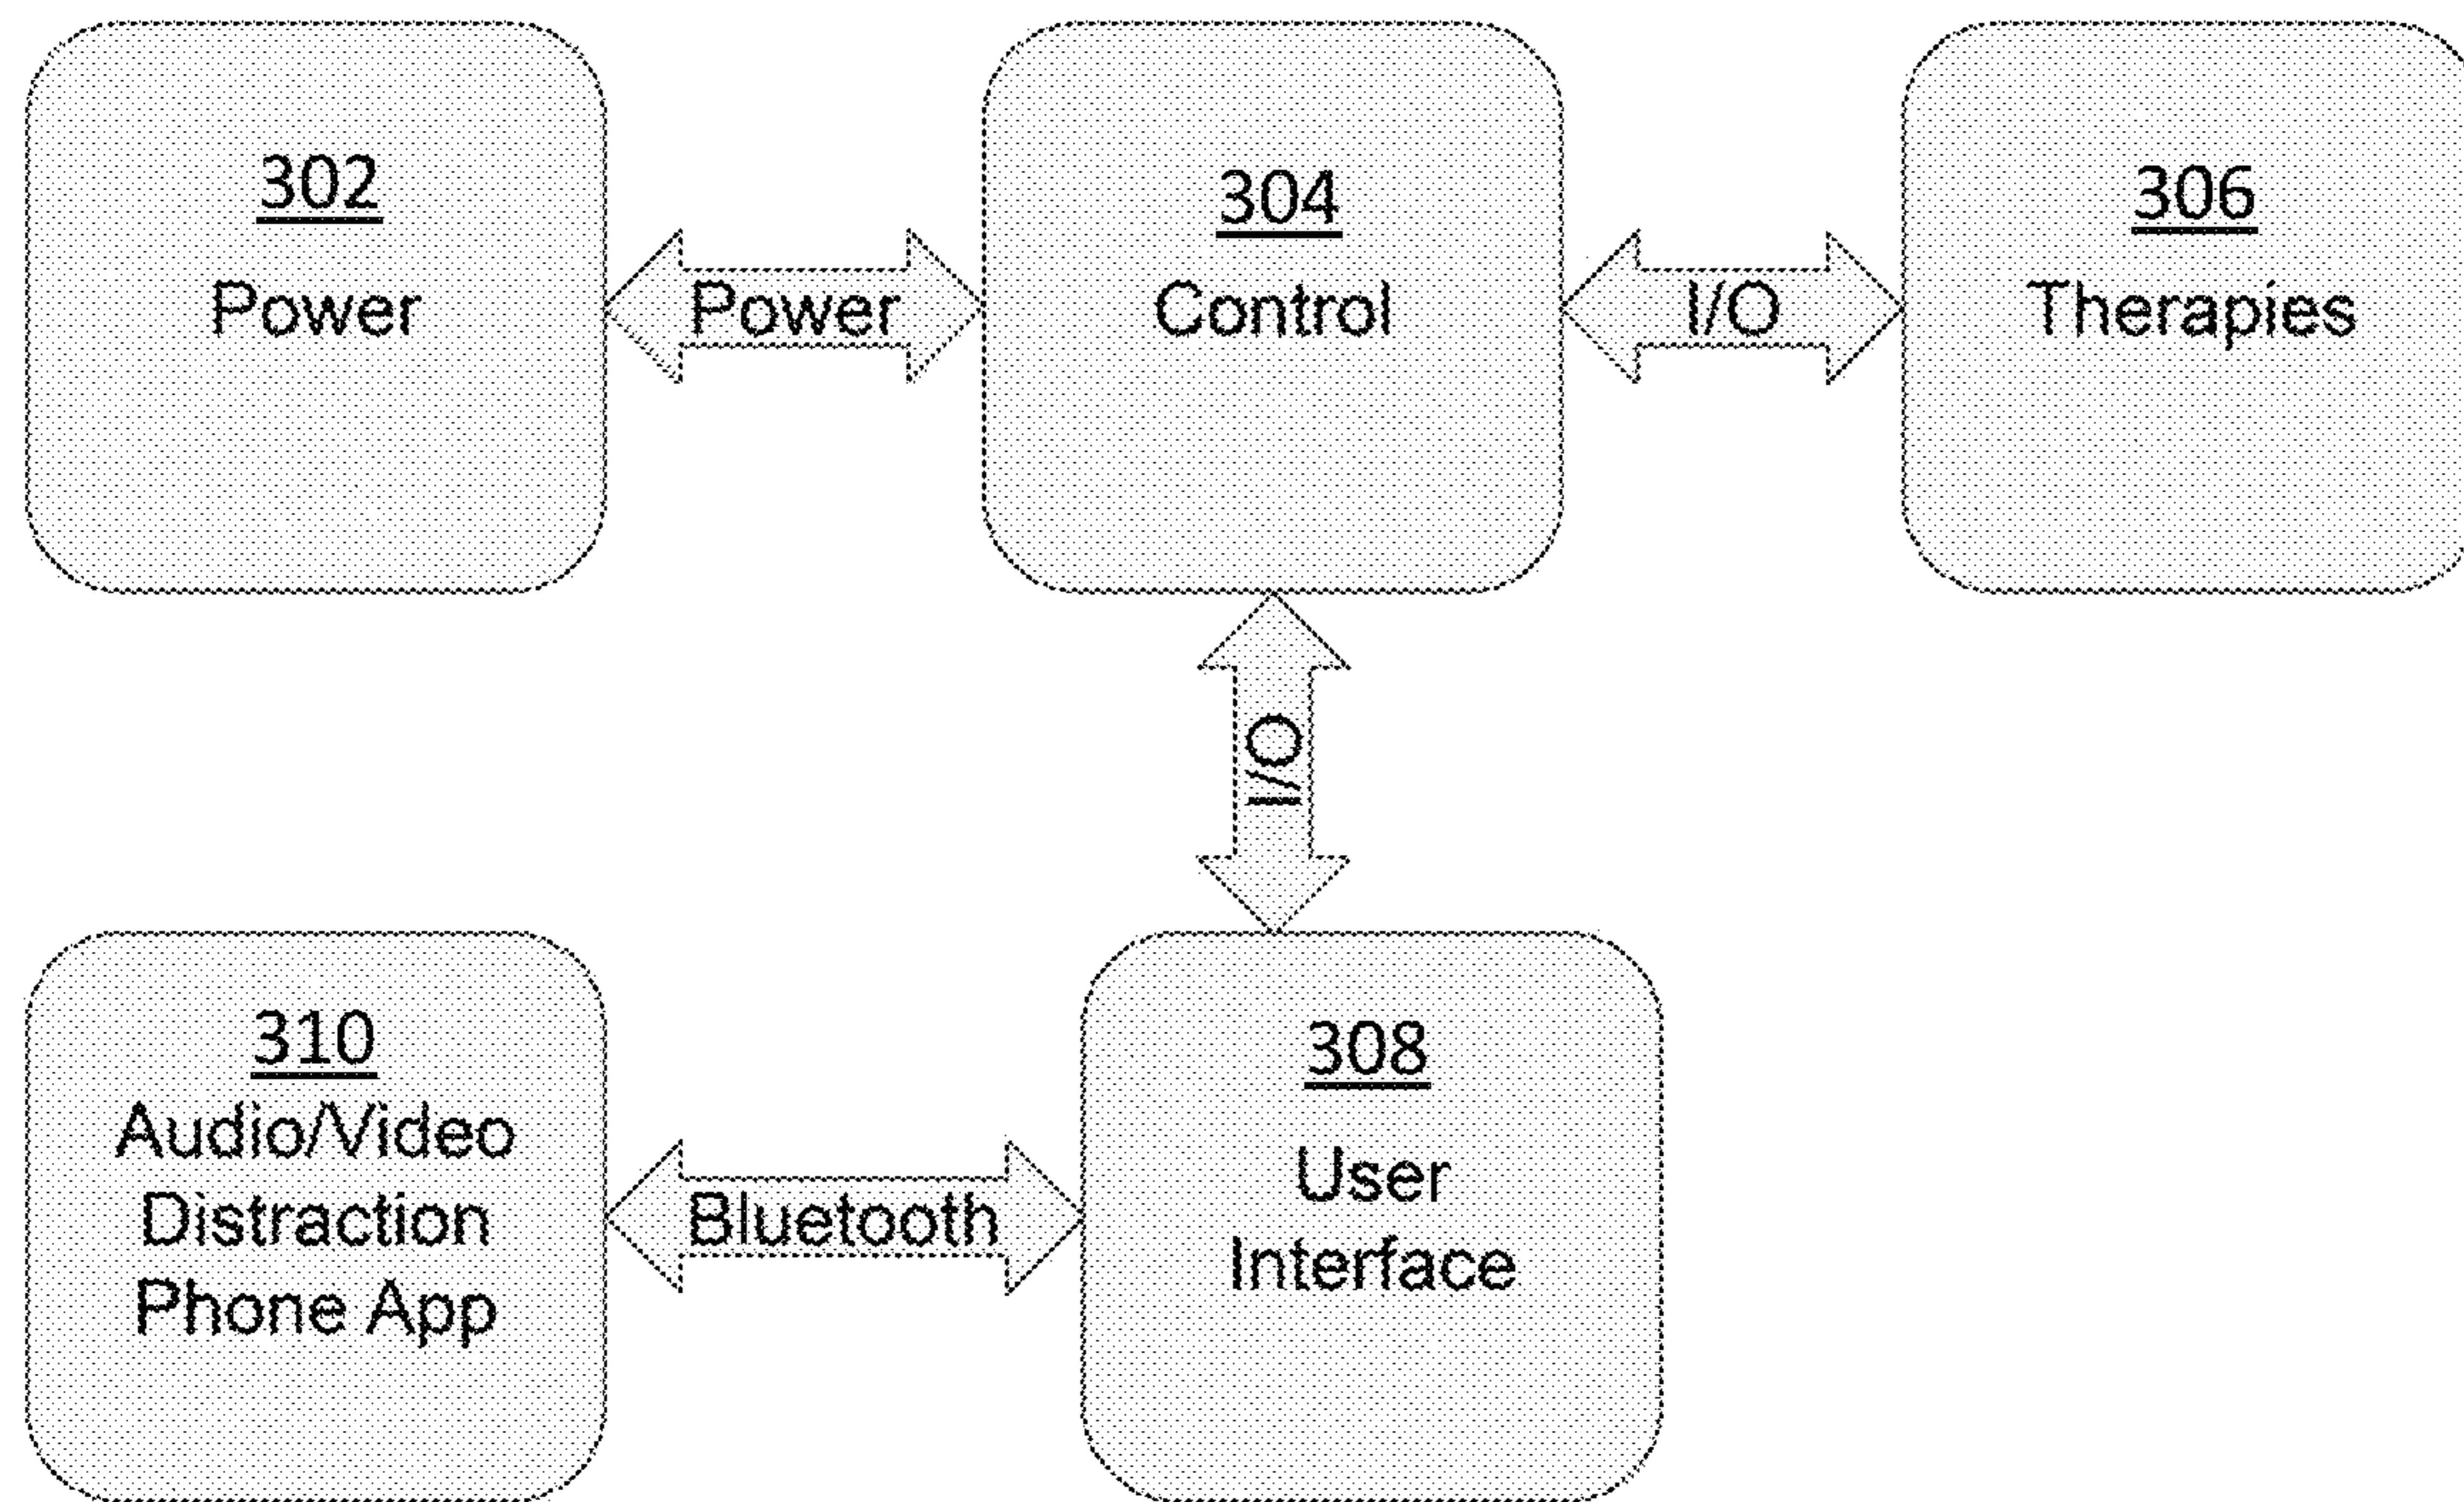 302
Power
Power
304
Control
I/O
306
Therapies
I/O
310
Audio/Video
Distraction
Phone App
Bluetooth
308
User
Interface